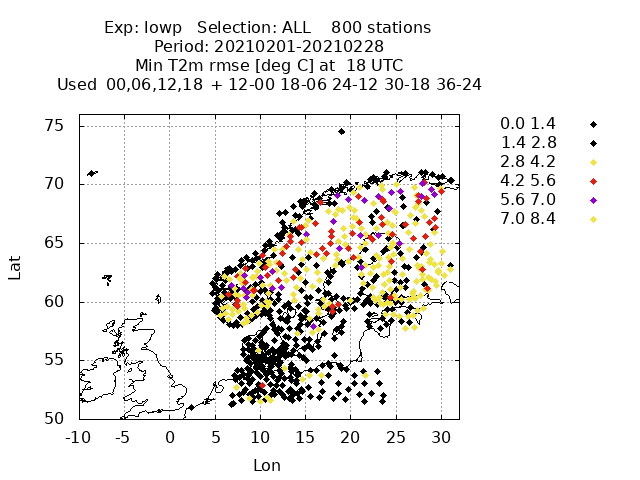 Exp: lowp   Selection: ALL    800 stations
Period: 20210201-20210228
Min T2m rmse [deg C] at  18 UTC
Used  00,06,12,18  + 12-00 18-06 24-12 30-18 36-24
0.0 1.4
1.4 2.8
2.8 4.2
4.2 5.6
5.6 7.0
7.0 8.4
75
70
65
60
55
50
Lat
-10 -5 0 5 10 15 20 25 30
Lon